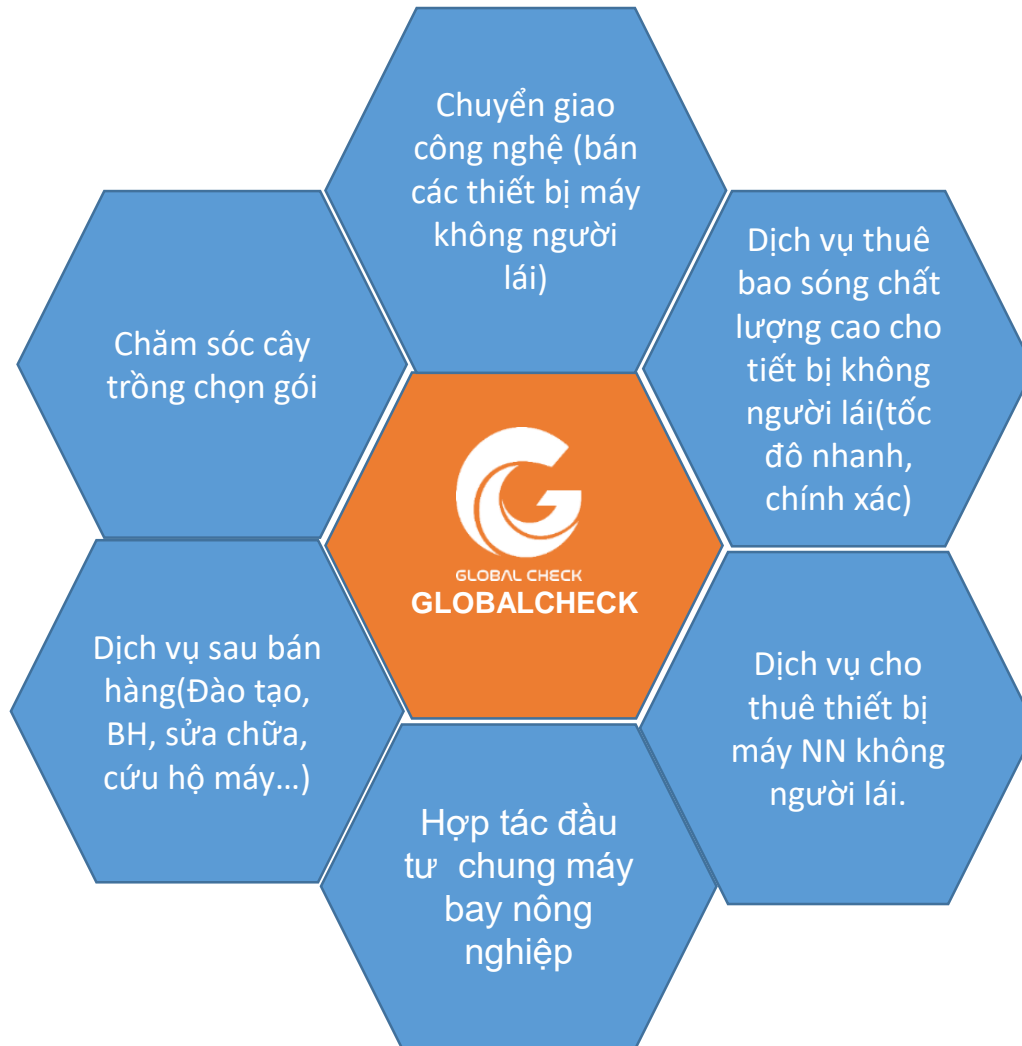 Chuyển giao
công nghệ (bán
các thiết bị máy
không người
lái)
Dịch vụ thuê
bao sóng chất
lượng cao cho
tiết bị không
người lái(tốc
đô nhanh,
chính xác)
Chăm sóc cây
trồng chọn gói
GLOBAL CHECK
GLOBALCHECK
Dịch vụ sau bán
hàng(Đào tạo,
BH, sửa chữa,
cứu hộ máy...)
Dịch vụ cho
thuê thiết bị
máy NN không
người lái.
Hợp tác đầu
tư chung máy
bay nông
nghiệp